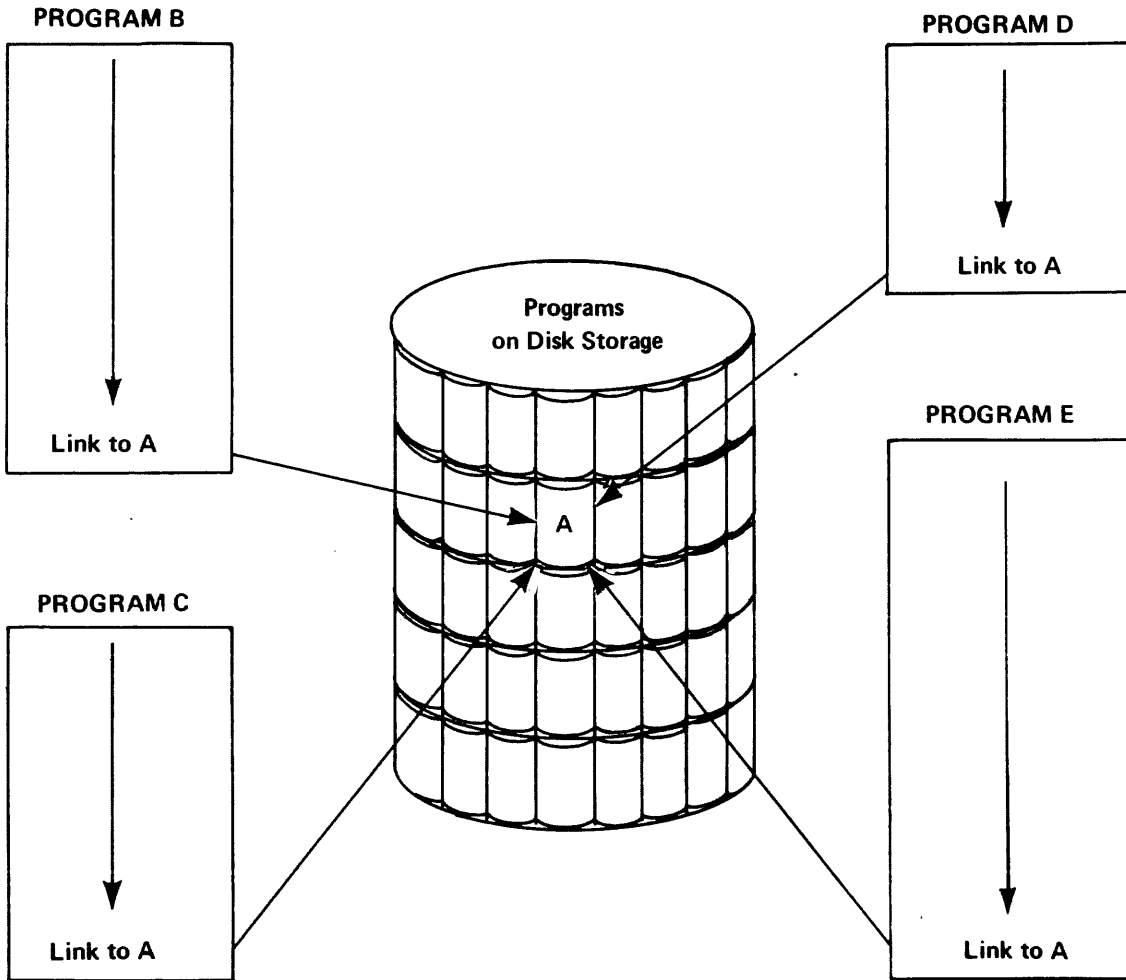 PROGRAM B
Link to A
PROGRAM D
Link to A
Programs
on Disk Storage
A
PROGRAM C
Link to A
PROGRAM E
Link to A